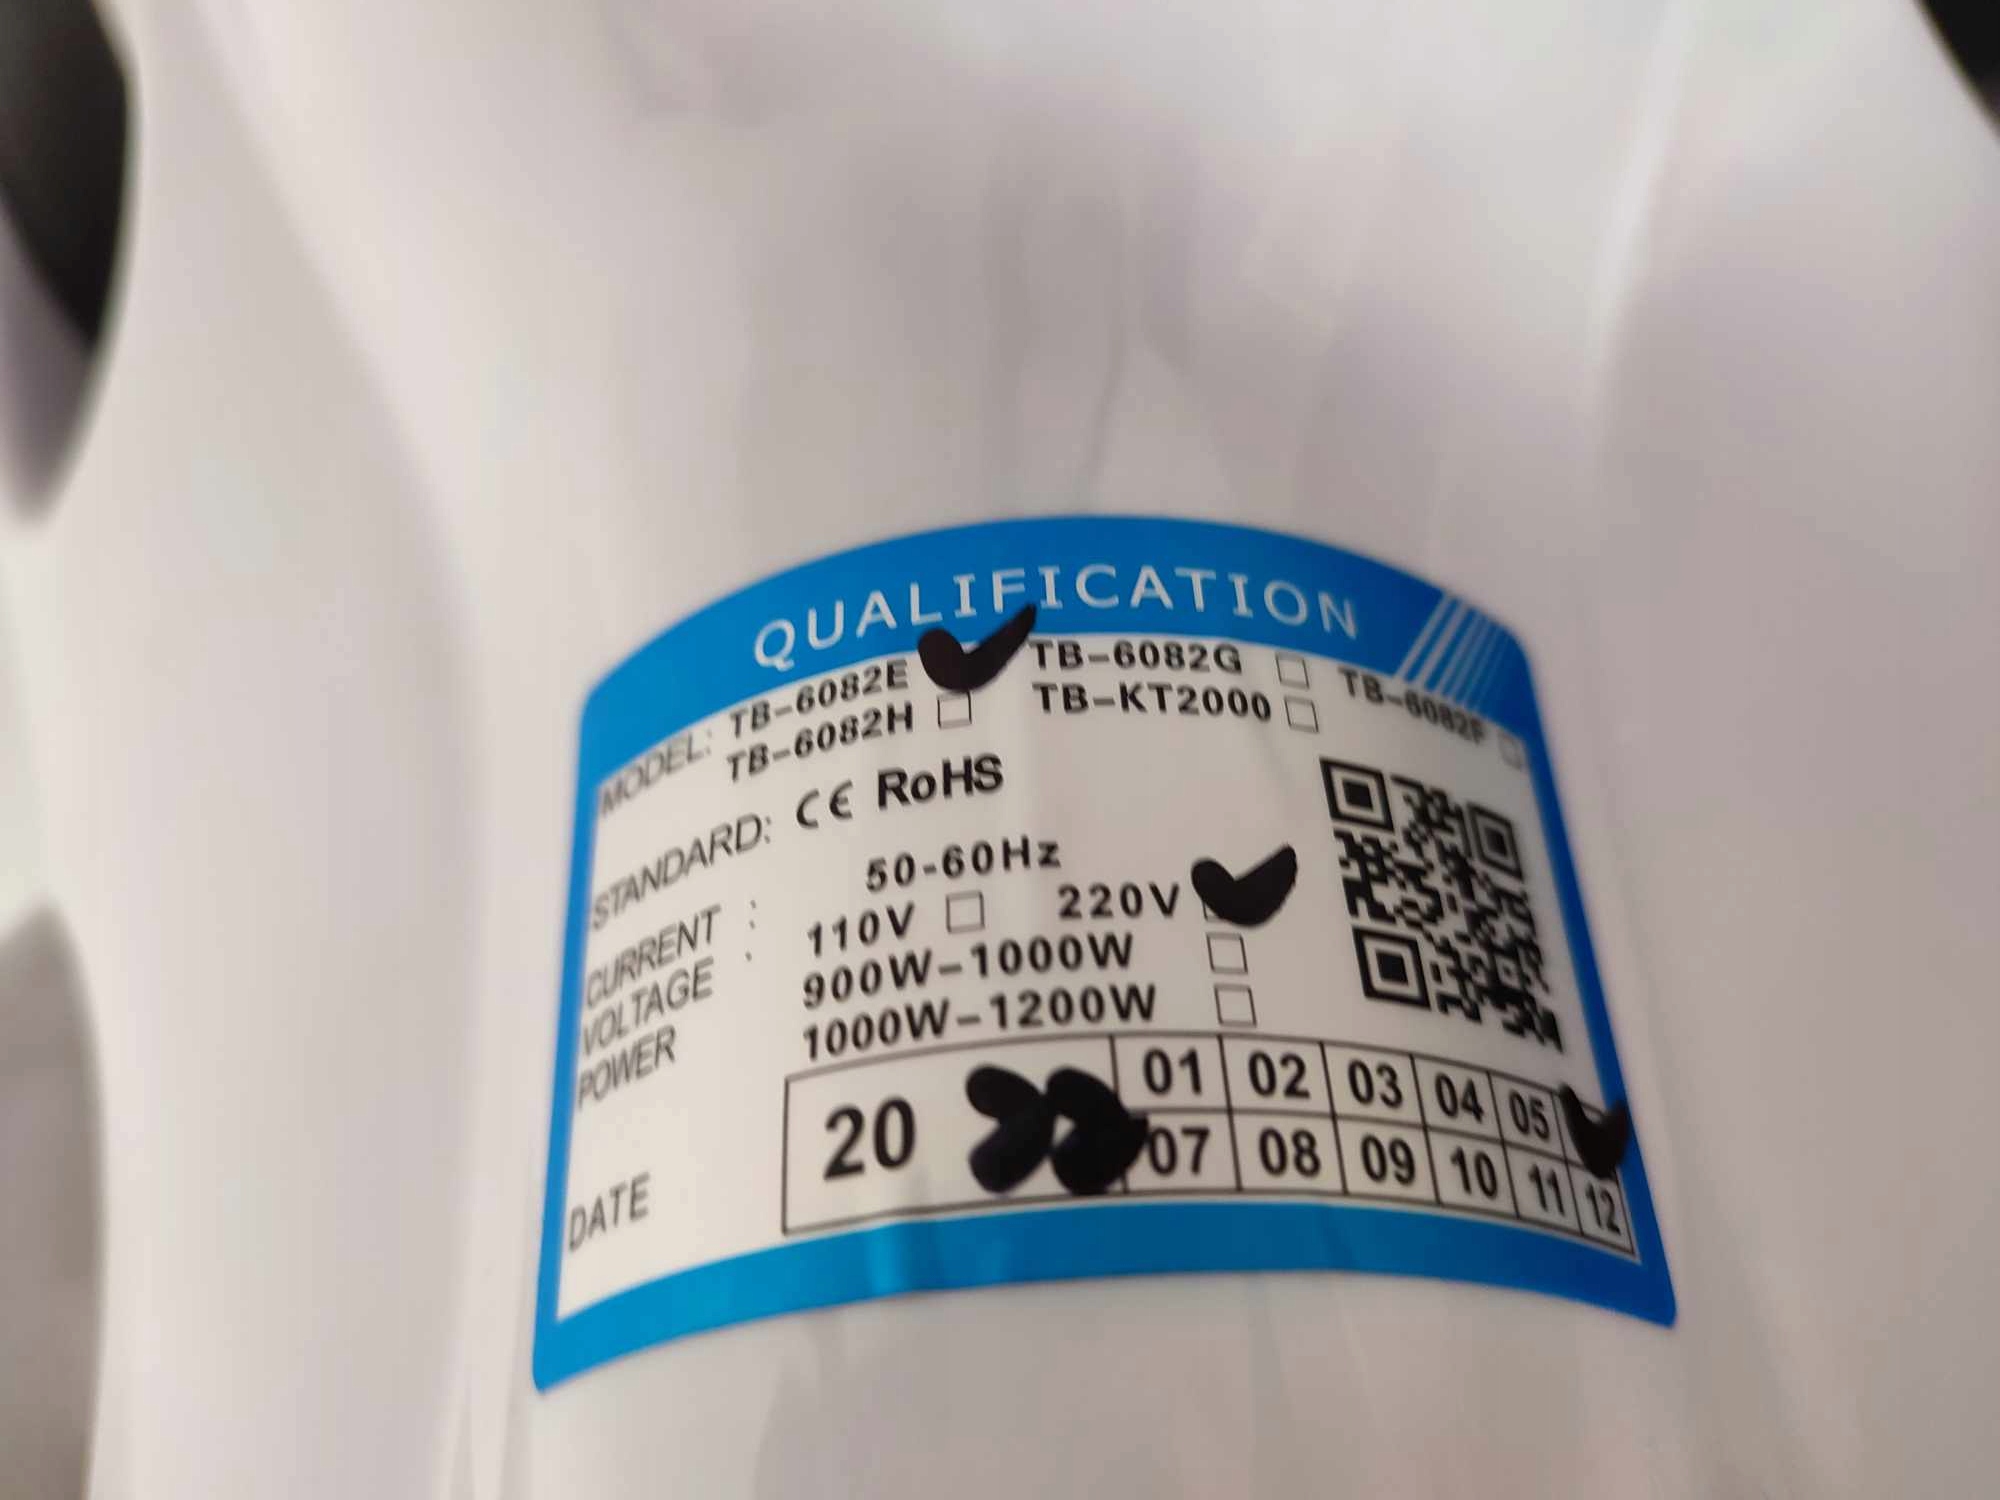 QUALIFICATION
MODEL: TB-6082E TB-6082G TB-6082F
TB-6082H TB-KT2000
STANDARD: CE RoHS
CURRENT : 50-60Hz
VOLTAGE : 110V 220V
POWER 900W-1000W
1000W-1200W
DATE 20 22 01 02 03 04 05
07 08 09 10 11 12